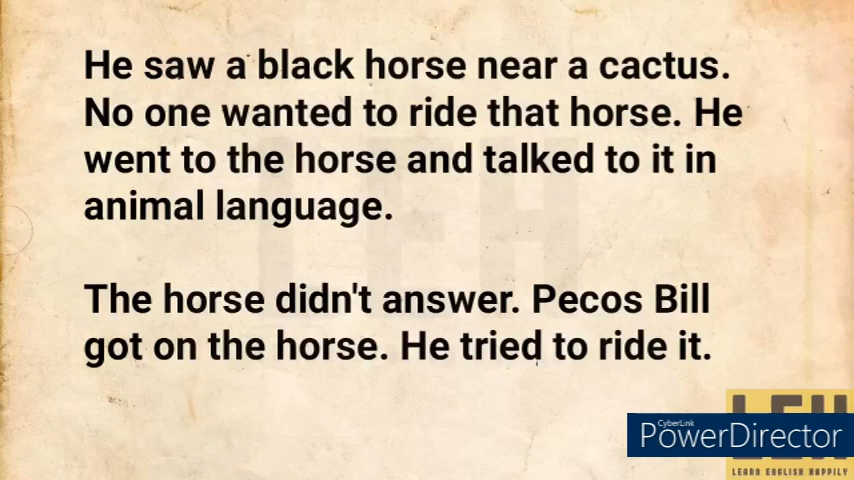 He saw a black horse near a cactus.
No one wanted to ride that horse. He
went to the horse and talked to it in
animal language.
The horse didn't answer. Pecos Bill
got on the horse. He tried to ride it.
LEH
CyberLink
PowerDirector
LEARN ENGLISH HAPPILY